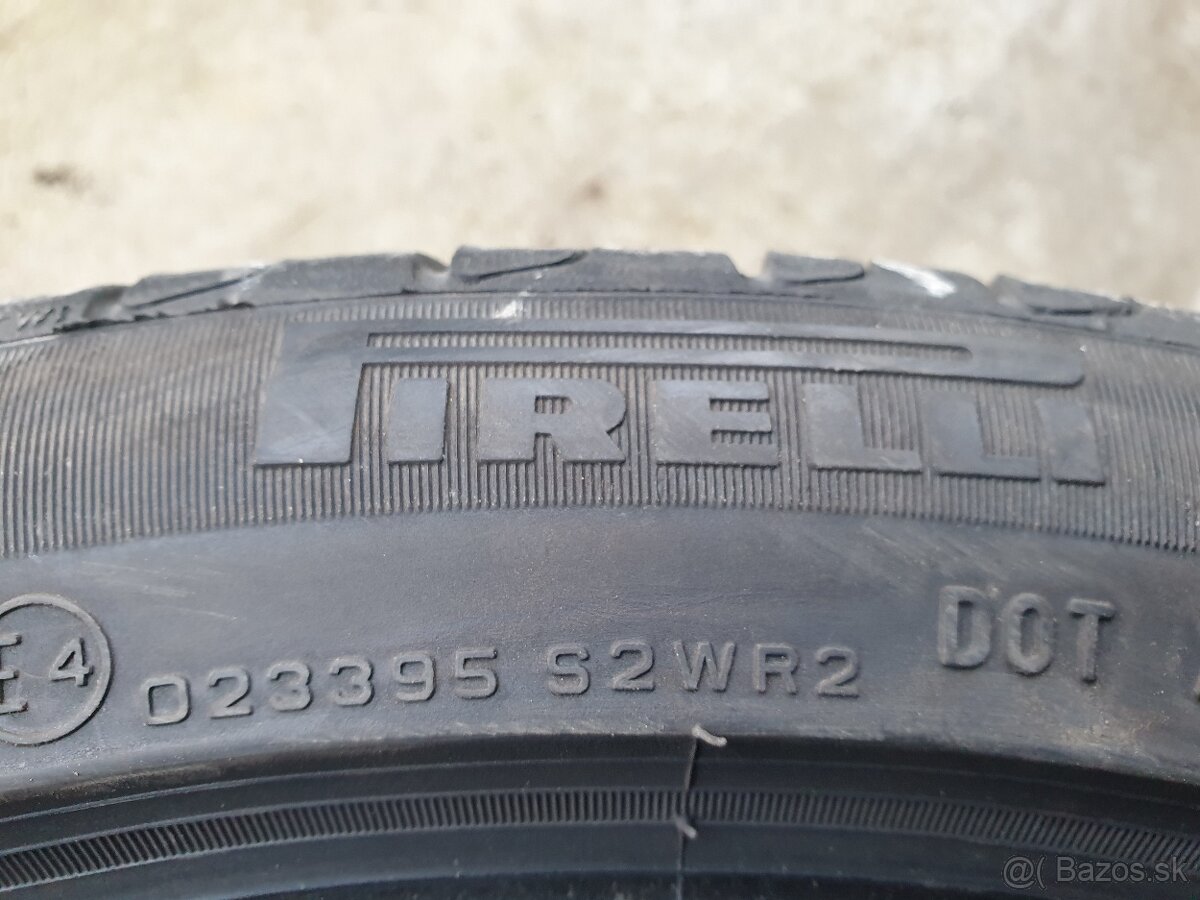 PIRELLI
E4 023395 S2WR2 DOT
@( Bazos.sk